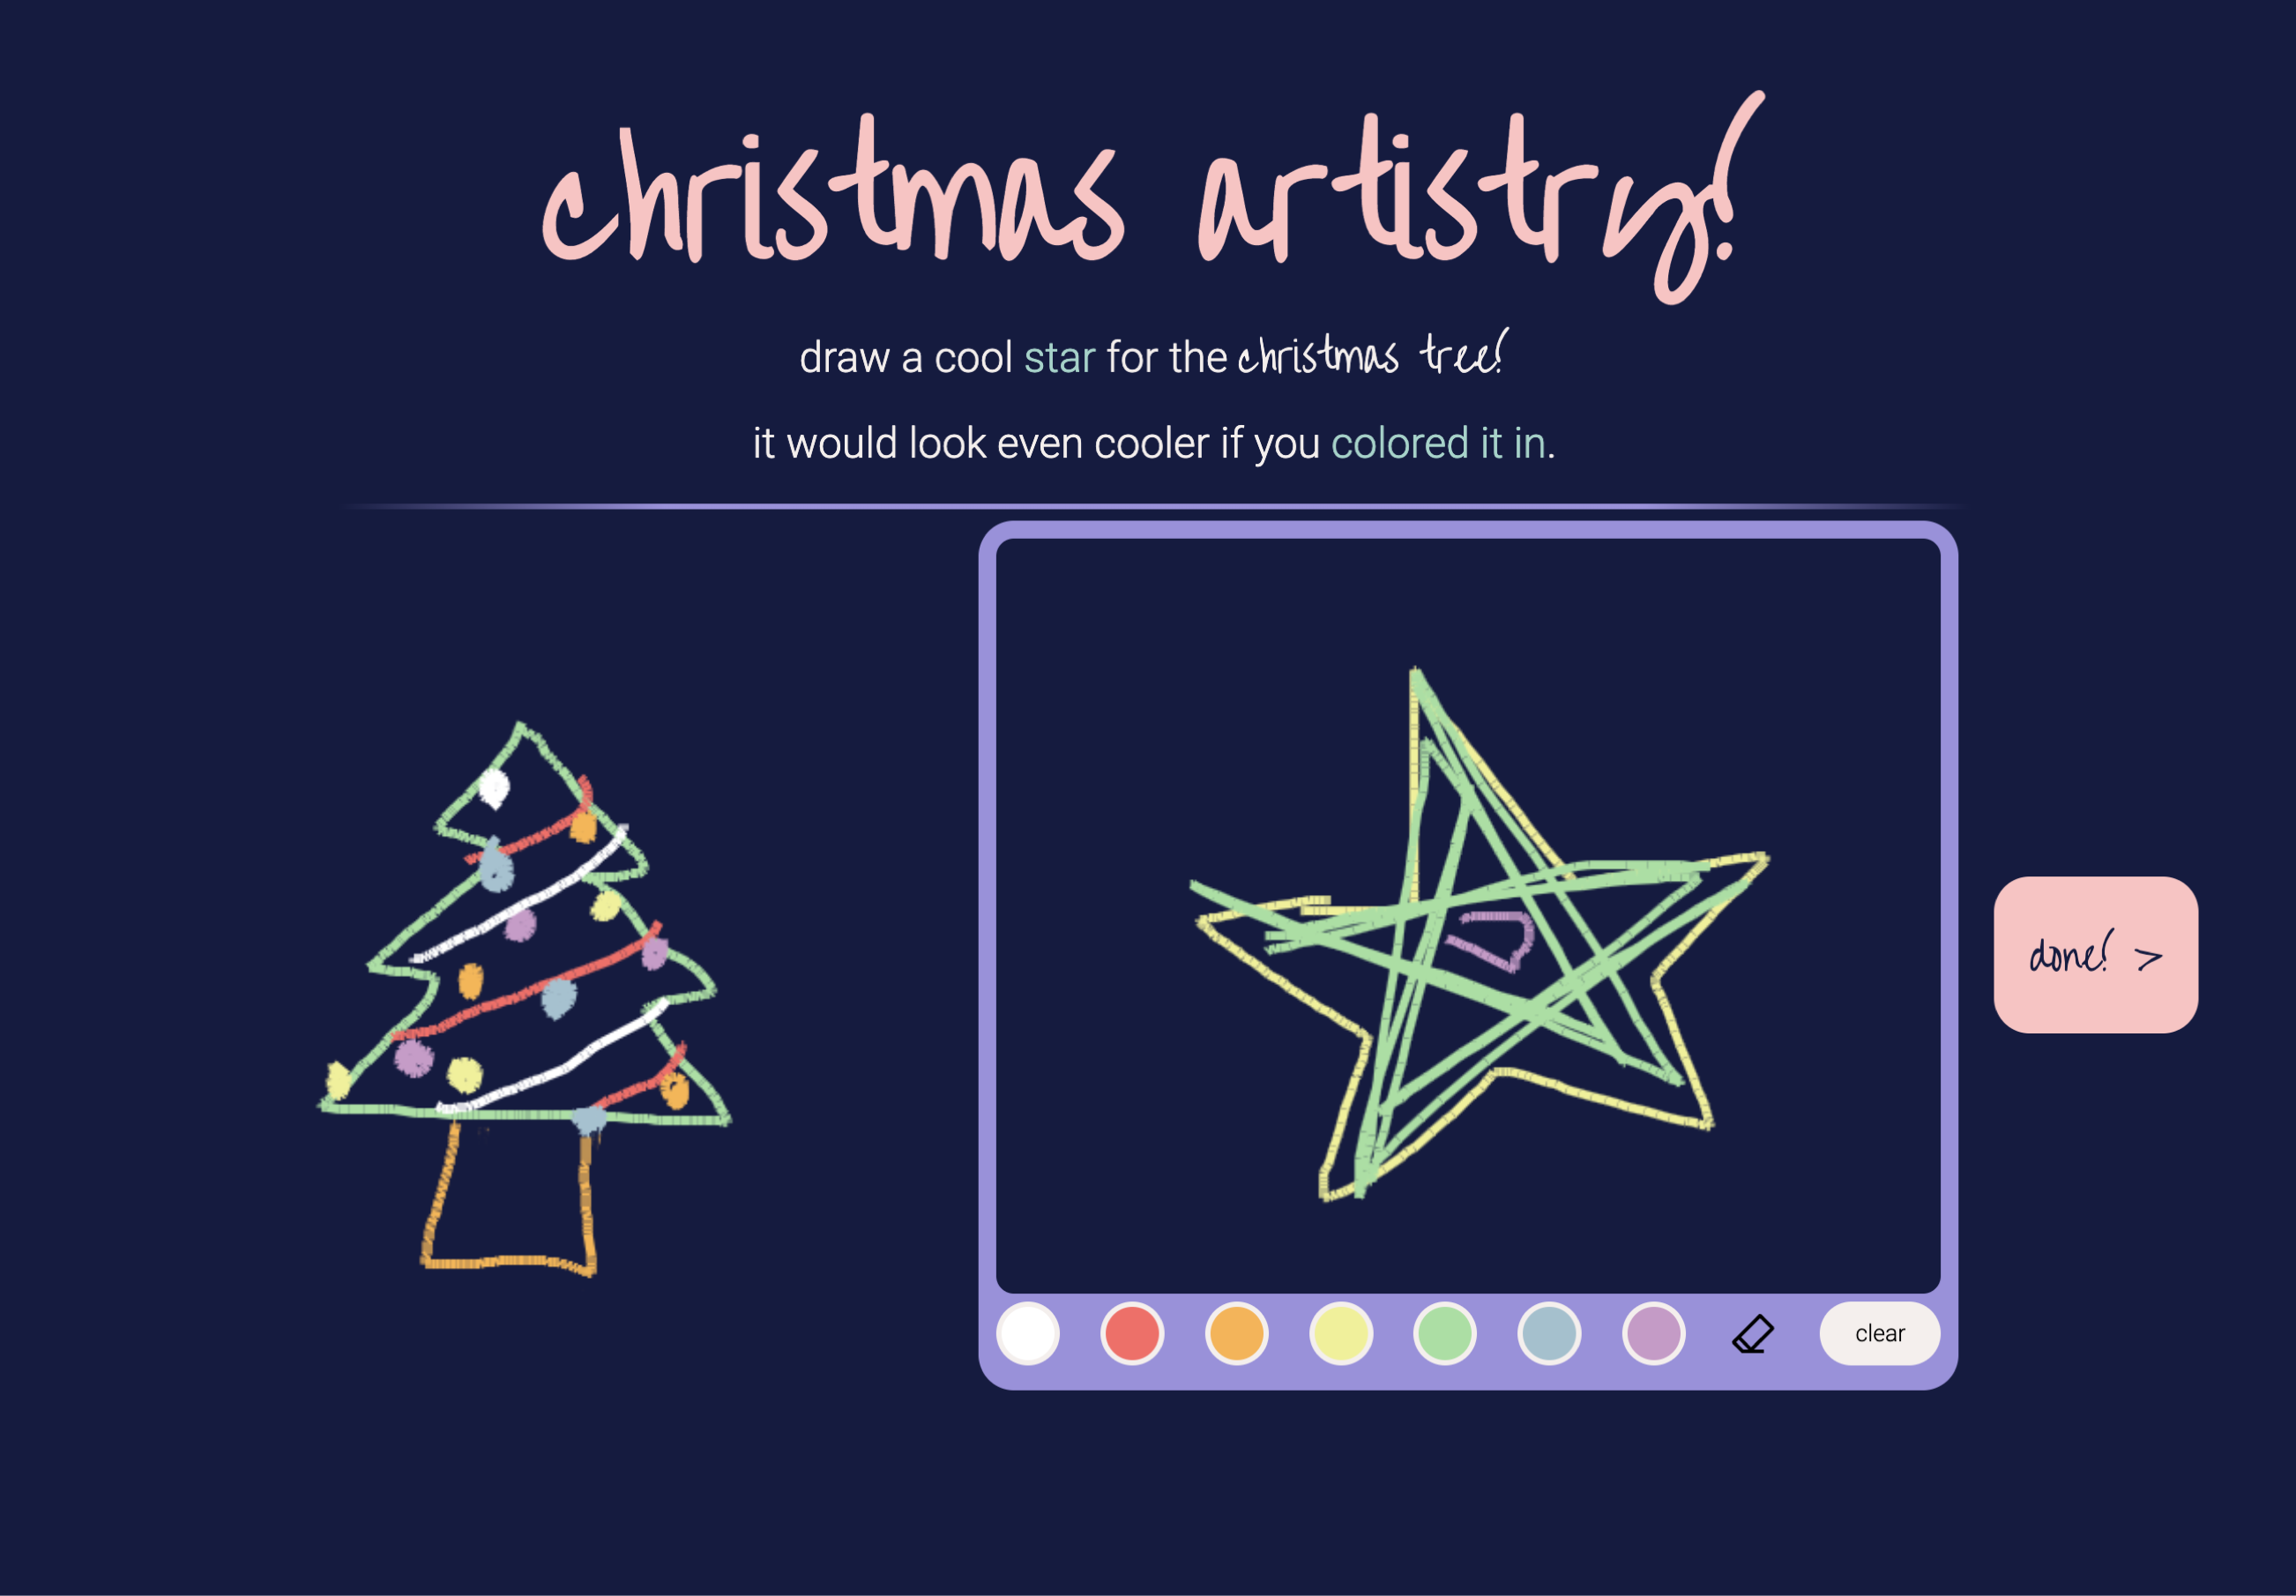 christmas artistry!
draw a cool star for the christmas tree!
it would look even cooler if you colored it in.
done! >
clear